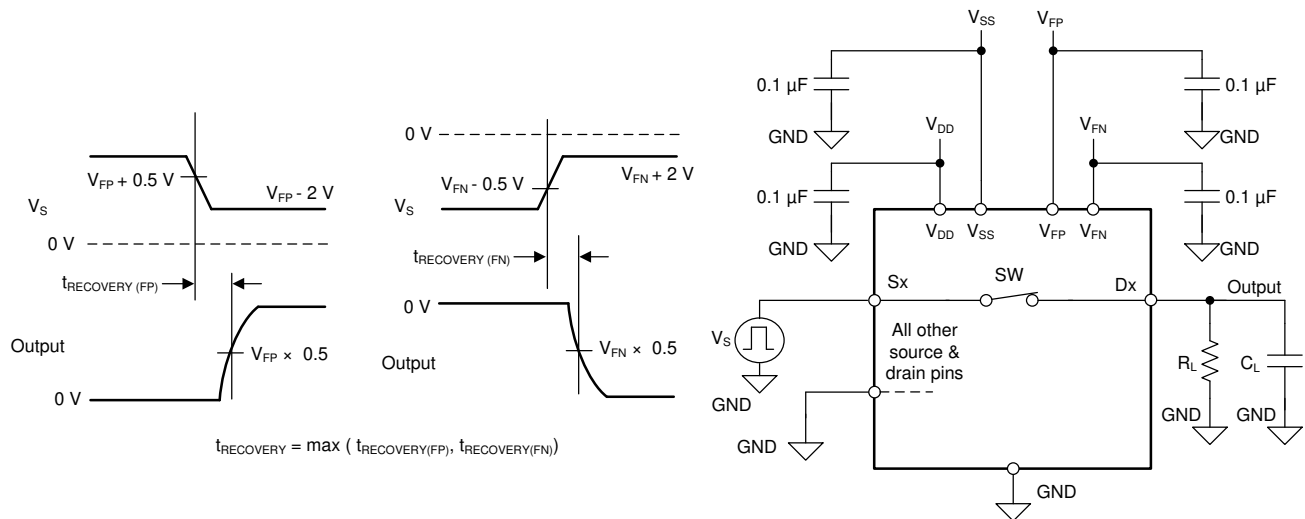 V_FP + 0.5 V
V_FP - 2 V
V_S
0 V
t_RECOVERY (FP)
Output
V_FP × 0.5
0 V
0 V
V_FN - 0.5 V
V_FN + 2 V
V_S
t_RECOVERY (FN)
0 V
Output
V_FN × 0.5
t_RECOVERY = max ( t_RECOVERY(FP), t_RECOVERY(FN))
V_SS
V_FP
0.1 µF
0.1 µF
GND
V_DD
V_FN
GND
0.1 µF
0.1 µF
GND
V_DD
V_SS
V_FP
V_FN
GND
Sx
SW
Dx
Output
V_S
GND
All other
source &
drain pins
R_L
C_L
GND
GND
GND
GND